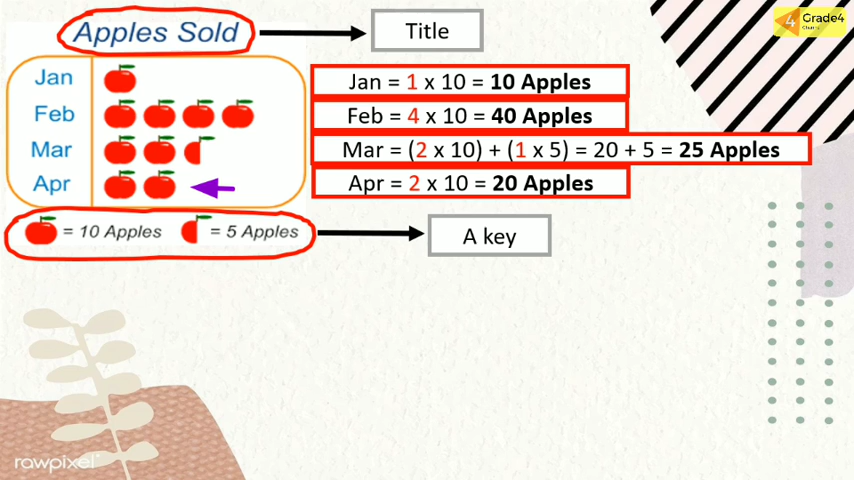 Apples Sold
Title
4 Grade4
Jan
Jan = 1 x 10 = 10 Apples
Feb
Feb = 4 x 10 = 40 Apples
Mar
Mar = (2 x 10) + (1 x 5) = 20 + 5 = 25 Apples
Apr
Apr = 2 x 10 = 20 Apples
= 10 Apples
= 5 Apples
A key
rawpixel